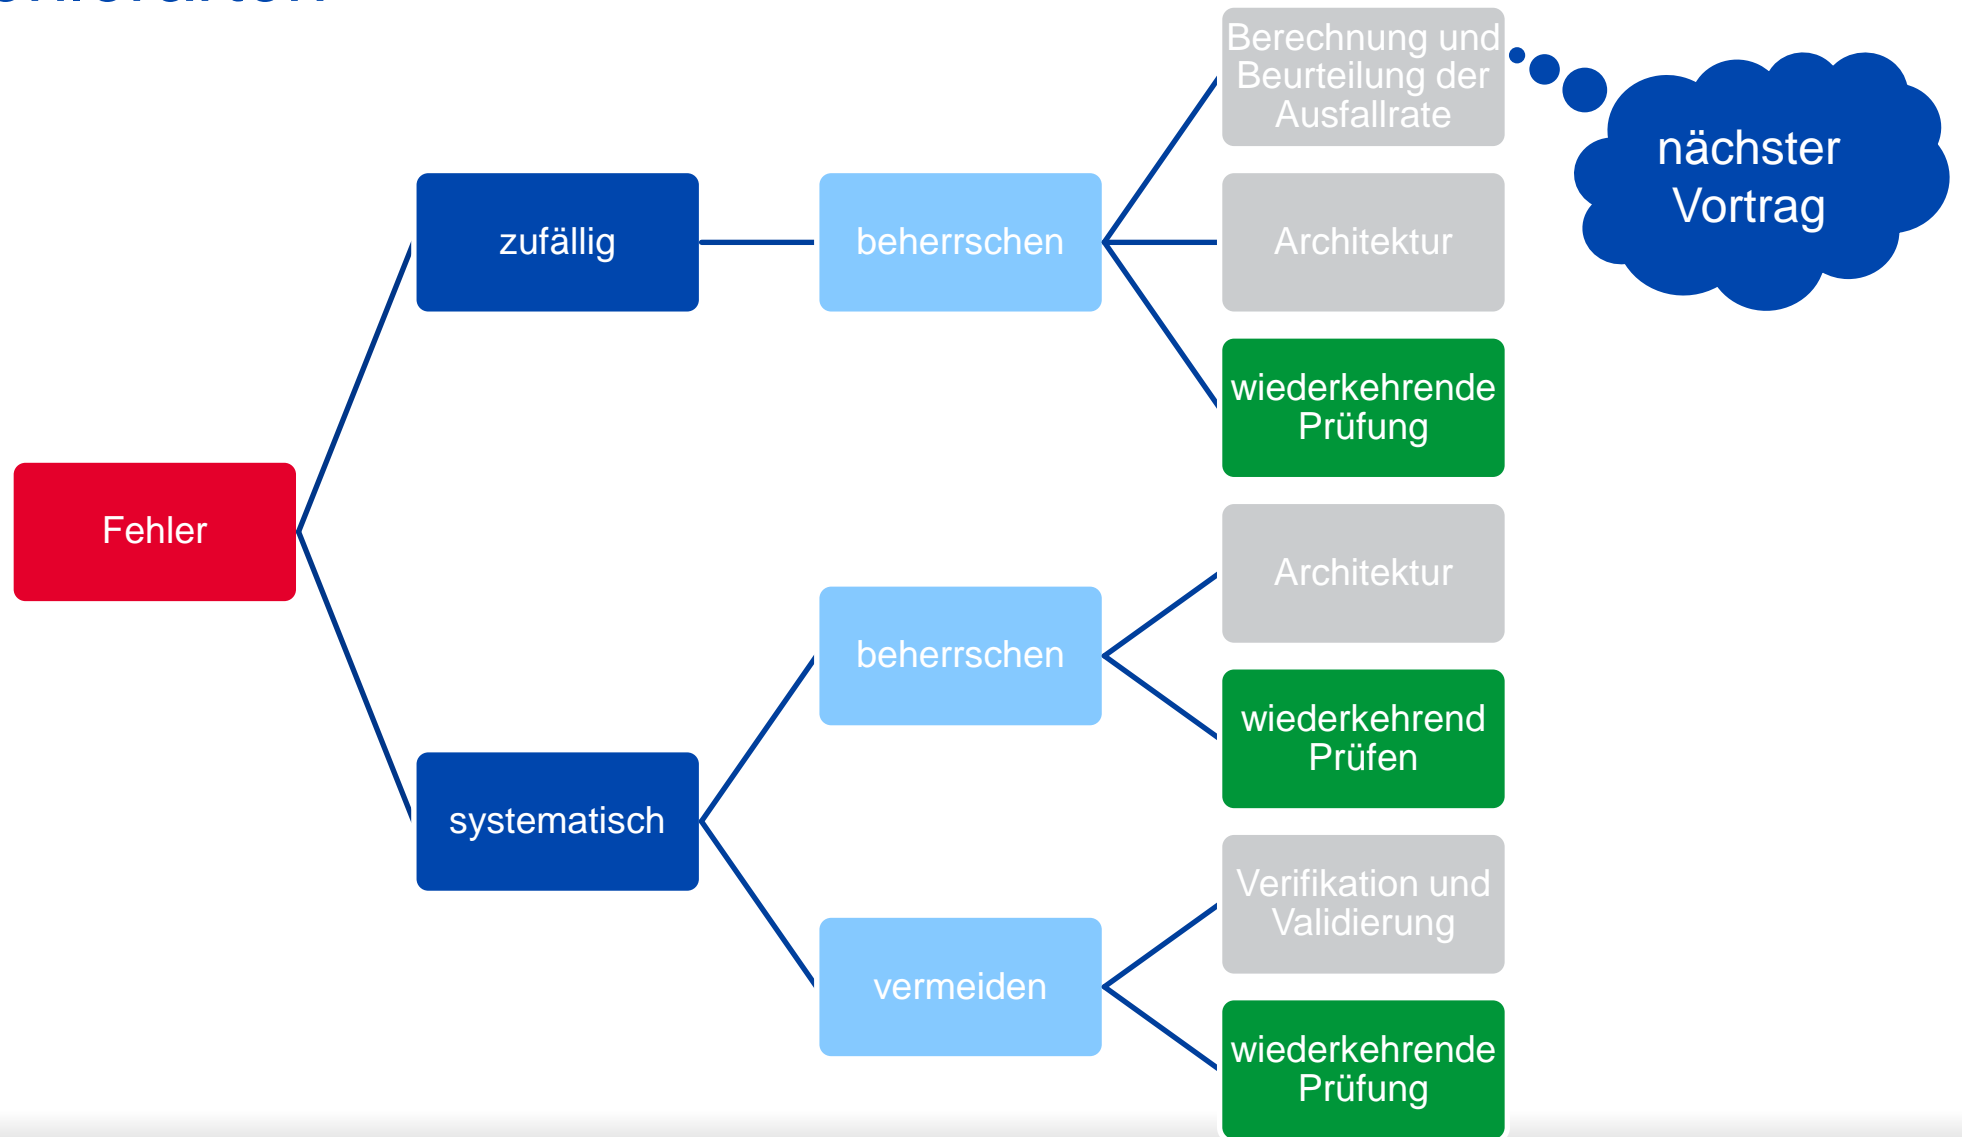 Berechnung und
Beurteilung der
Ausfallrate
nächster
Vortrag
zufällig
beherrschen
Architektur
wiederkehrende
Prüfung
Fehler
Architektur
beherrschen
wiederkehrend
Prüfen
systematisch
Verifikation und
Validierung
vermeiden
wiederkehrende
Prüfung